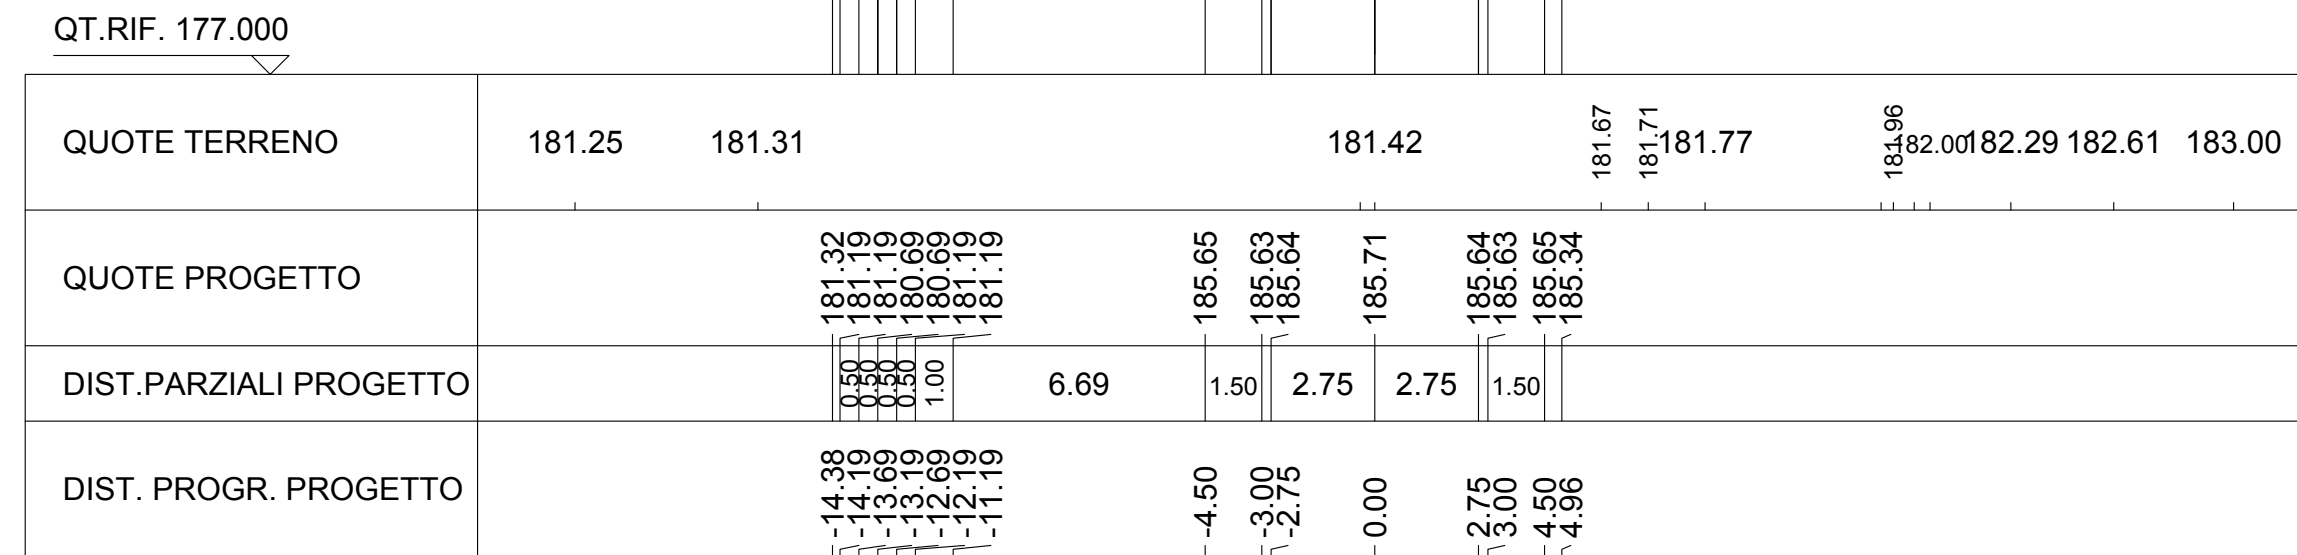 QT.RIF. 177.000
QUOTE TERRENO 181.25 181.31 181.42 181.67 181.71 181.77 181.96 182.00 182.29 182.61 183.00
QUOTE PROGETTO 181.32 181.19 181.19 180.69 180.69 181.19 181.19 185.65 185.63 185.64 185.71 185.64 185.63 185.65 185.34
DIST.PARZIALI PROGETTO 0.50 0.50 0.50 0.50 1.00 6.69 1.50 2.75 2.75 1.50
DIST. PROGR. PROGETTO -14.38 -14.19 -13.69 -13.19 -12.69 -12.19 -11.19 -4.50 -3.00 -2.75 0.00 2.75 3.00 4.50 4.96